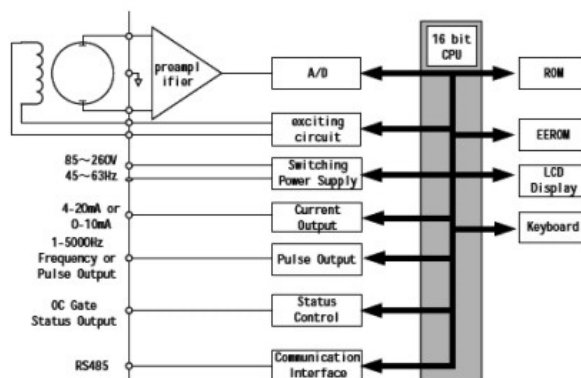 16 bit
CPU
preampl
ifier
A/D
ROM
exciting
circuit
EEROM
85～260V
45～63Hz
Switching
Power Supply
LCD
Display
4-20mA or
0-10mA
Current
Output
Keyboard
1-5000Hz
Frequency or
Pulse Output
Pulse Output
OC Gate
Status Output
Status
Control
RS485
Communication
Interface